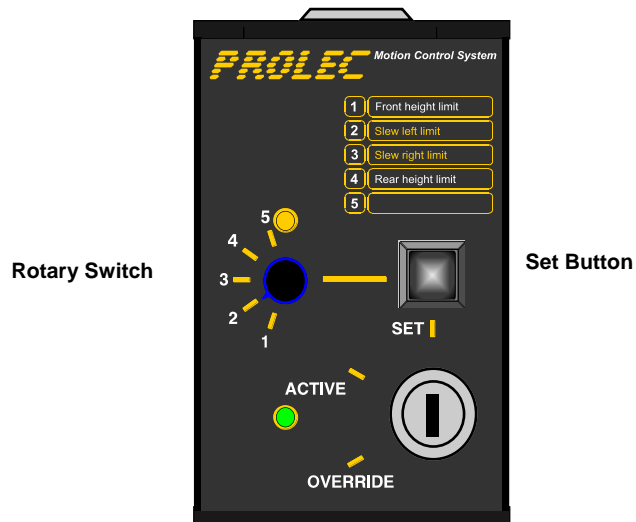 PROLEC Motion Control System
1 Front height limit
2 Slew left limit
3 Slew right limit
4 Rear height limit
5
5
4
3
2
1
Rotary Switch
Set Button
SET
ACTIVE
OVERRIDE